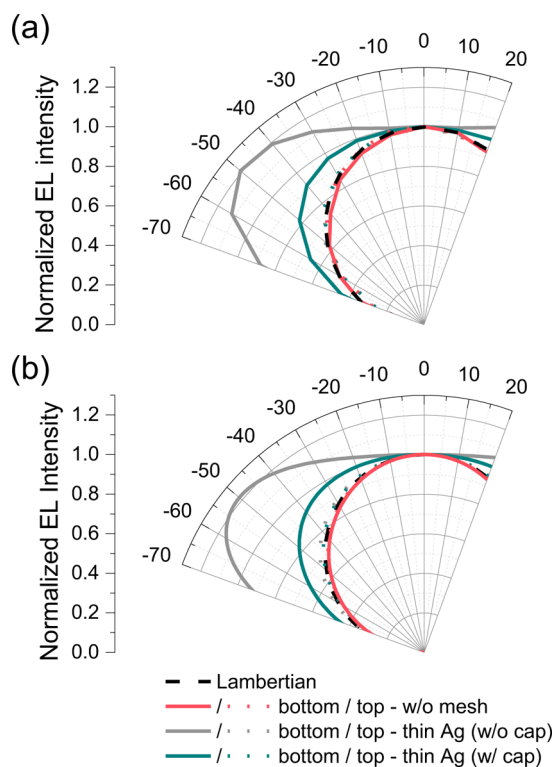 (a)
-10 0 10 20
-20
-30
-40
-50
-60
-70
1.2
1.0
0.8
0.6
0.4
0.2
0.0
Normalized EL intensity
(b)
-10 0 10 20
-20
-30
-40
-50
-60
-70
1.2
1.0
0.8
0.6
0.4
0.2
0.0
Normalized EL Intensity
Lambertian
/ bottom / top - w/o mesh
/ bottom / top - thin Ag (w/o cap)
/ bottom / top - thin Ag (w/ cap)